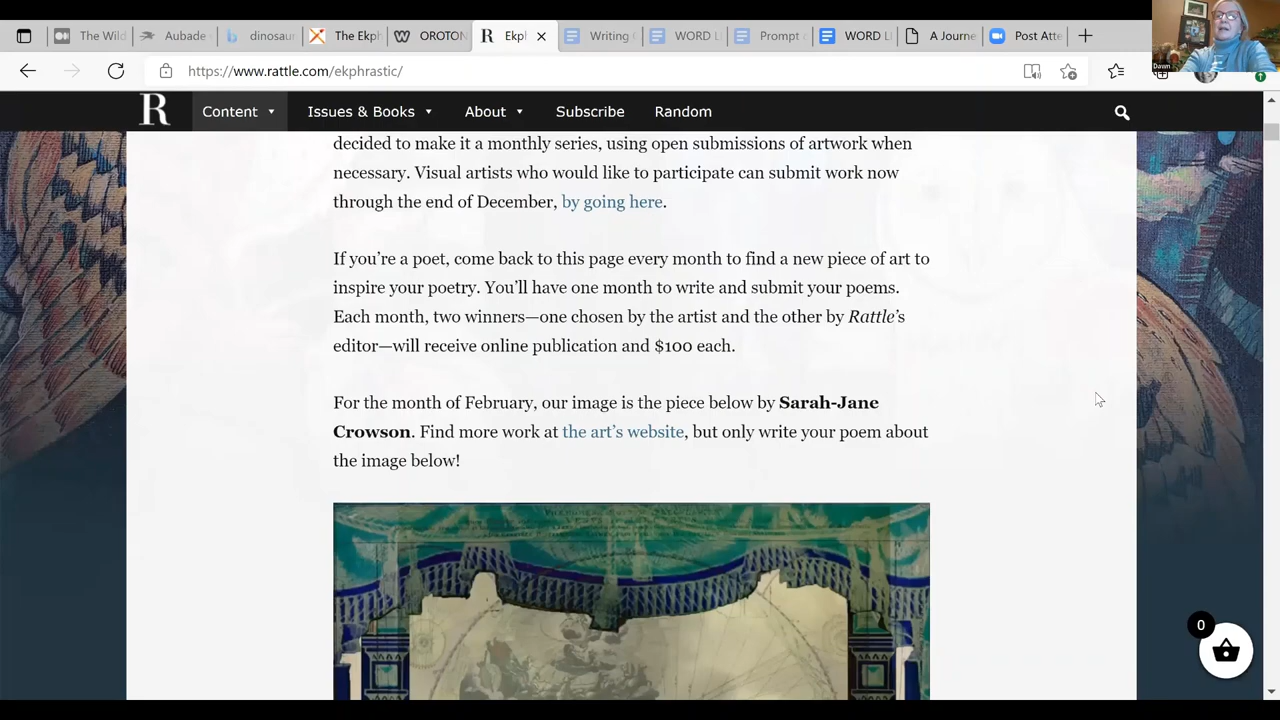 The Wild
Aubade
dinosaur
The Ekph
OROTON
Ekph
Writing
WORD LI
Prompt
WORD LI
A Journe
Post Atte
https://www.rattle.com/ekphrastic/
Dawn
R Content Issues & Books About Subscribe Random
decided to make it a monthly series, using open submissions of artwork when
necessary. Visual artists who would like to participate can submit work now
through the end of December, by going here.
If you’re a poet, come back to this page every month to find a new piece of art to
inspire your poetry. You’ll have one month to write and submit your poems.
Each month, two winners—one chosen by the artist and the other by Rattle’s
editor—will receive online publication and $100 each.
For the month of February, our image is the piece below by Sarah-Jane
Crowson. Find more work at the art’s website, but only write your poem about
the image below!
0